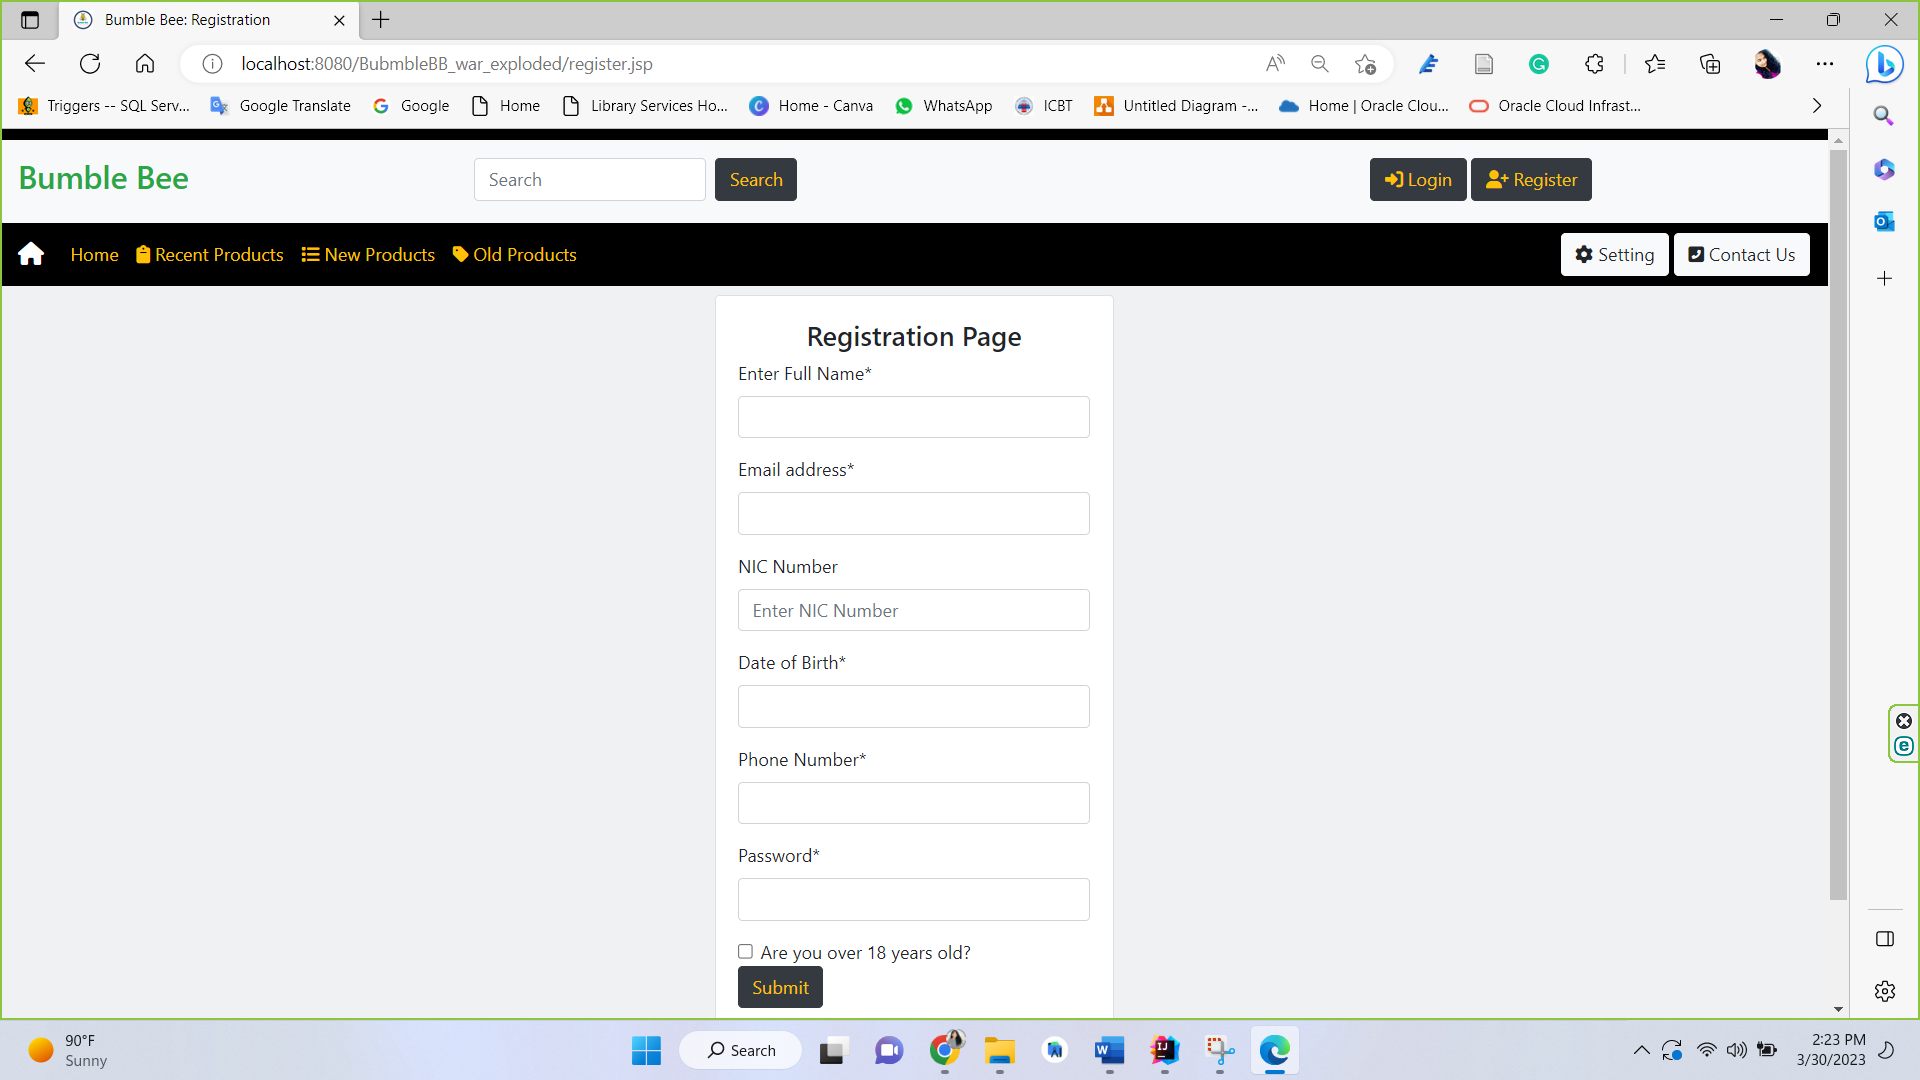 Bumble Bee: Registration
localhost:8080/BubmbleBB_war_exploded/register.jsp
Triggers -- SQL Serv... Google Translate Google Home Library Services Ho... Home - Canva WhatsApp ICBT Untitled Diagram -... Home | Oracle Clou... Oracle Cloud Infrast...
Bumble Bee Search Search Login Register
Home Recent Products New Products Old Products Setting Contact Us
Registration Page
Enter Full Name*
Email address*
NIC Number
Enter NIC Number
Date of Birth*
Phone Number*
Password*
Are you over 18 years old?
Submit
90°F
Sunny
Search
2:23 PM
3/30/2023